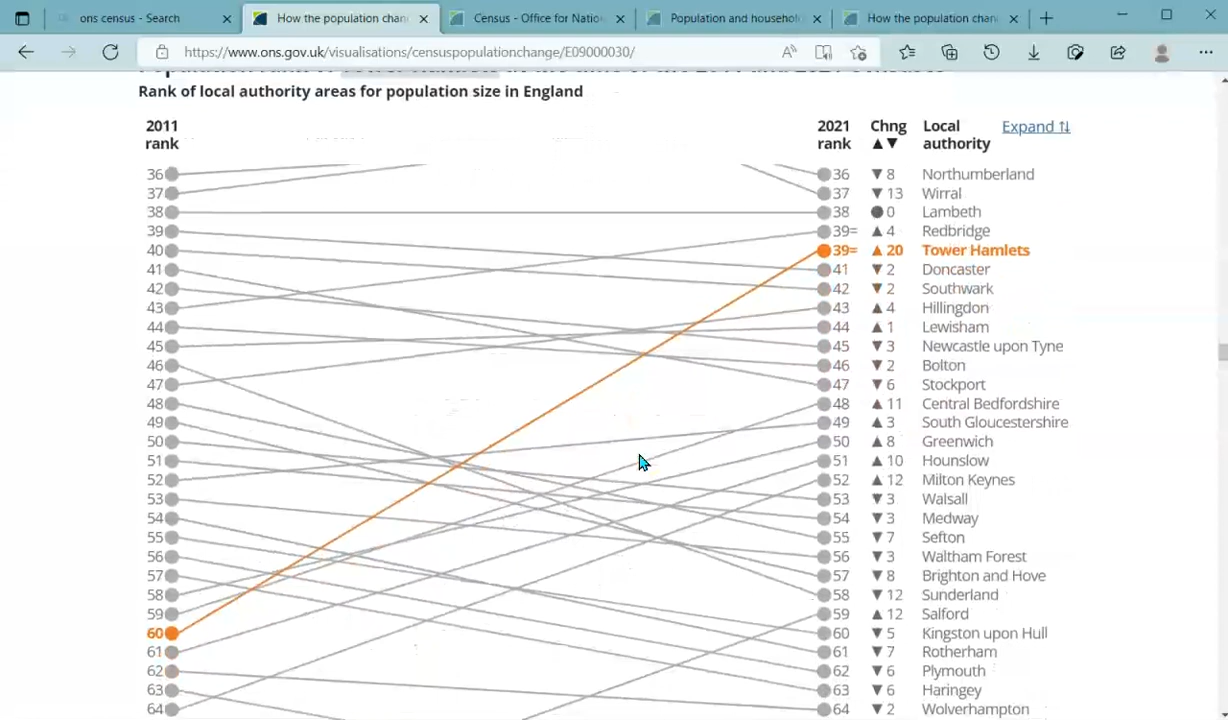 ons census - Search
How the population chan
Census - Office for Natio
Population and househol
How the population chan
https://www.ons.gov.uk/visualisations/censuspopulationchange/E09000030/
Rank of local authority areas for population size in England
2011 rank
2021 rank
Chng ▲▼
Local authority
Expand ⇅
36 36 ▼ 8 Northumberland
37 37 ▼ 13 Wirral
38 38 ● 0 Lambeth
39 39= ▲ 4 Redbridge
40 39= ▲ 20 Tower Hamlets
41 41 ▼ 2 Doncaster
42 42 ▼ 2 Southwark
43 43 ▲ 4 Hillingdon
44 44 ▲ 1 Lewisham
45 45 ▼ 3 Newcastle upon Tyne
46 46 ▼ 2 Bolton
47 47 ▼ 6 Stockport
48 48 ▲ 11 Central Bedfordshire
49 49 ▲ 3 South Gloucestershire
50 50 ▲ 8 Greenwich
51 51 ▲ 10 Hounslow
52 52 ▲ 12 Milton Keynes
53 53 ▼ 3 Walsall
54 54 ▼ 3 Medway
55 55 ▼ 7 Sefton
56 56 ▼ 3 Waltham Forest
57 57 ▼ 8 Brighton and Hove
58 58 ▼ 12 Sunderland
59 59 ▲ 12 Salford
60 60 ▼ 5 Kingston upon Hull
61 61 ▼ 7 Rotherham
62 62 ▼ 6 Plymouth
63 63 ▼ 6 Haringey
64 64 ▼ 2 Wolverhampton